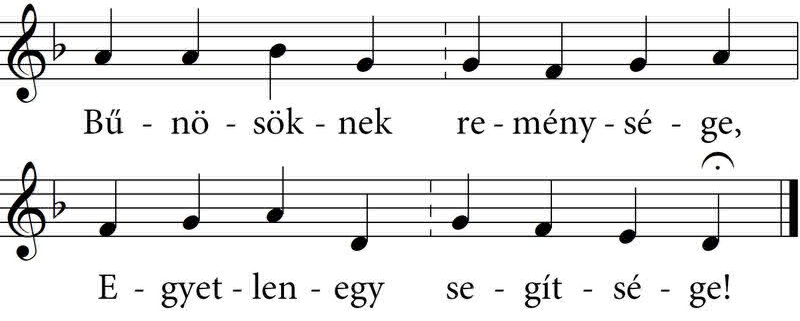 Bű - nö - sök - nek re - mény - sé - ge,
E - gyet - len - egy se - gít - sé - ge!